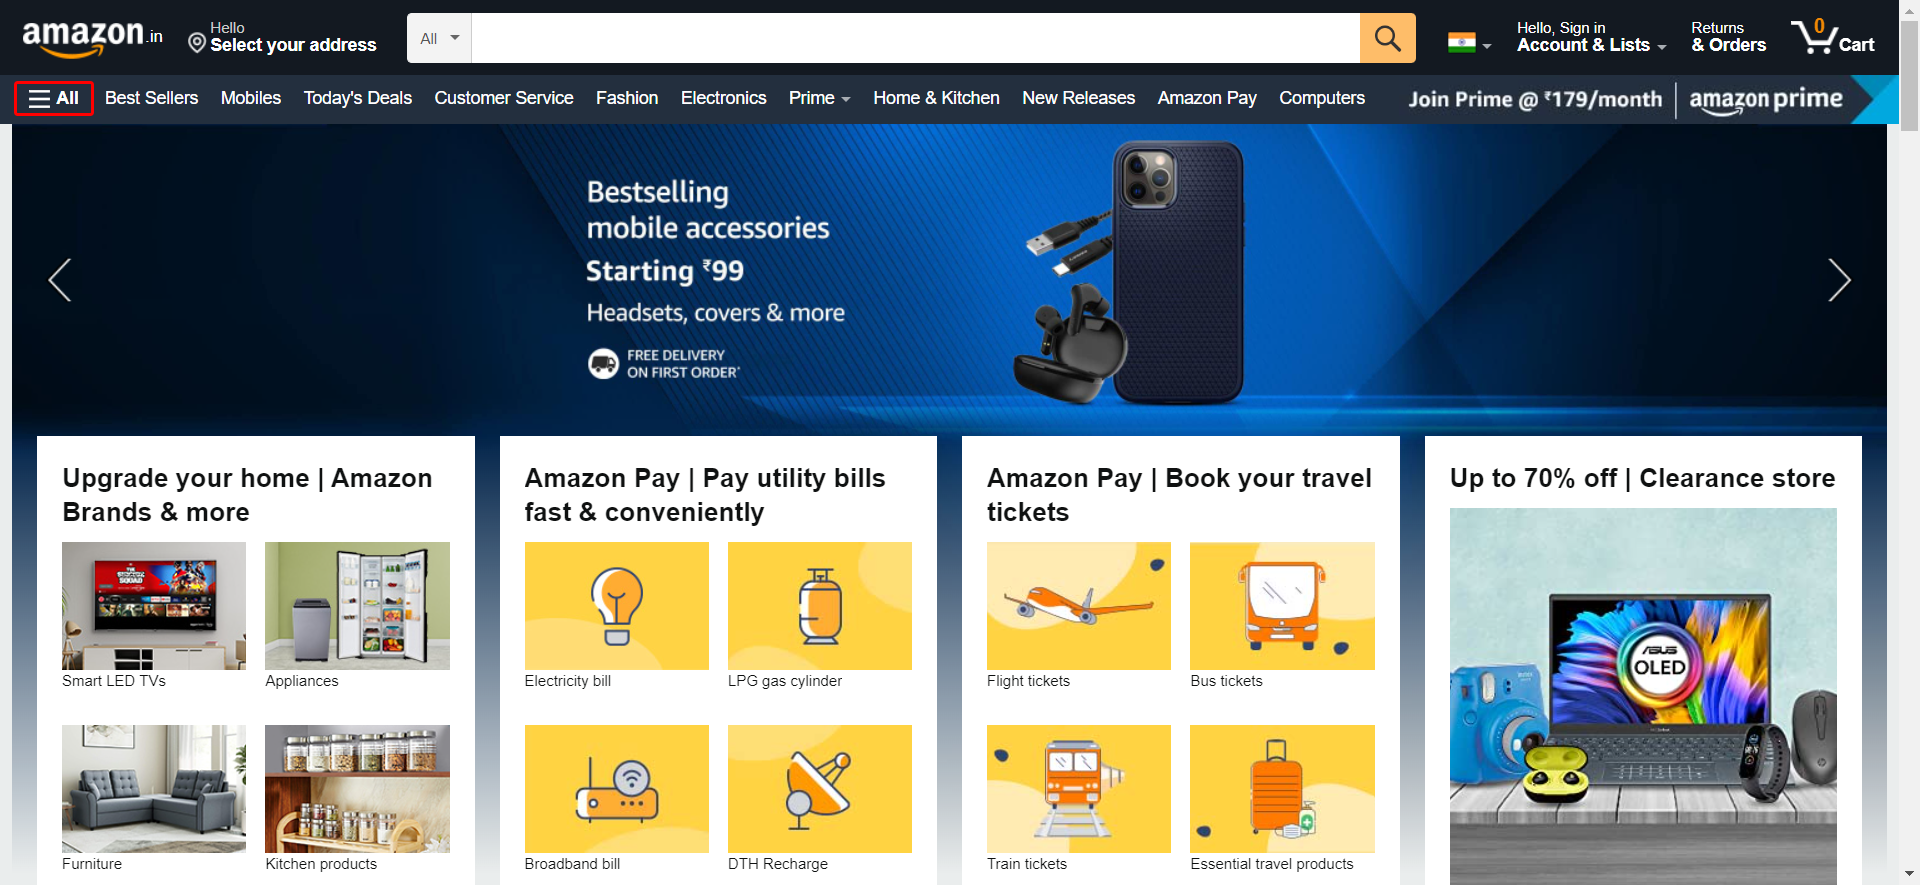 amazon.in
Hello
Select your address
All
Hello, Sign in
Account & Lists
Returns
& Orders
0
Cart
All
Best Sellers
Mobiles
Today's Deals
Customer Service
Fashion
Electronics
Prime
Home & Kitchen
New Releases
Amazon Pay
Computers
Join Prime @ ₹179/month
amazon prime
Bestselling
mobile accessories
Starting ₹99
Headsets, covers & more
FREE DELIVERY
ON FIRST ORDER*
Upgrade your home | Amazon
Brands & more
Smart LED TVs
Appliances
Furniture
Kitchen products
Amazon Pay | Pay utility bills
fast & conveniently
Electricity bill
LPG gas cylinder
Broadband bill
DTH Recharge
Amazon Pay | Book your travel
tickets
Flight tickets
Bus tickets
Train tickets
Essential travel products
Up to 70% off | Clearance store
ASUS
OLED